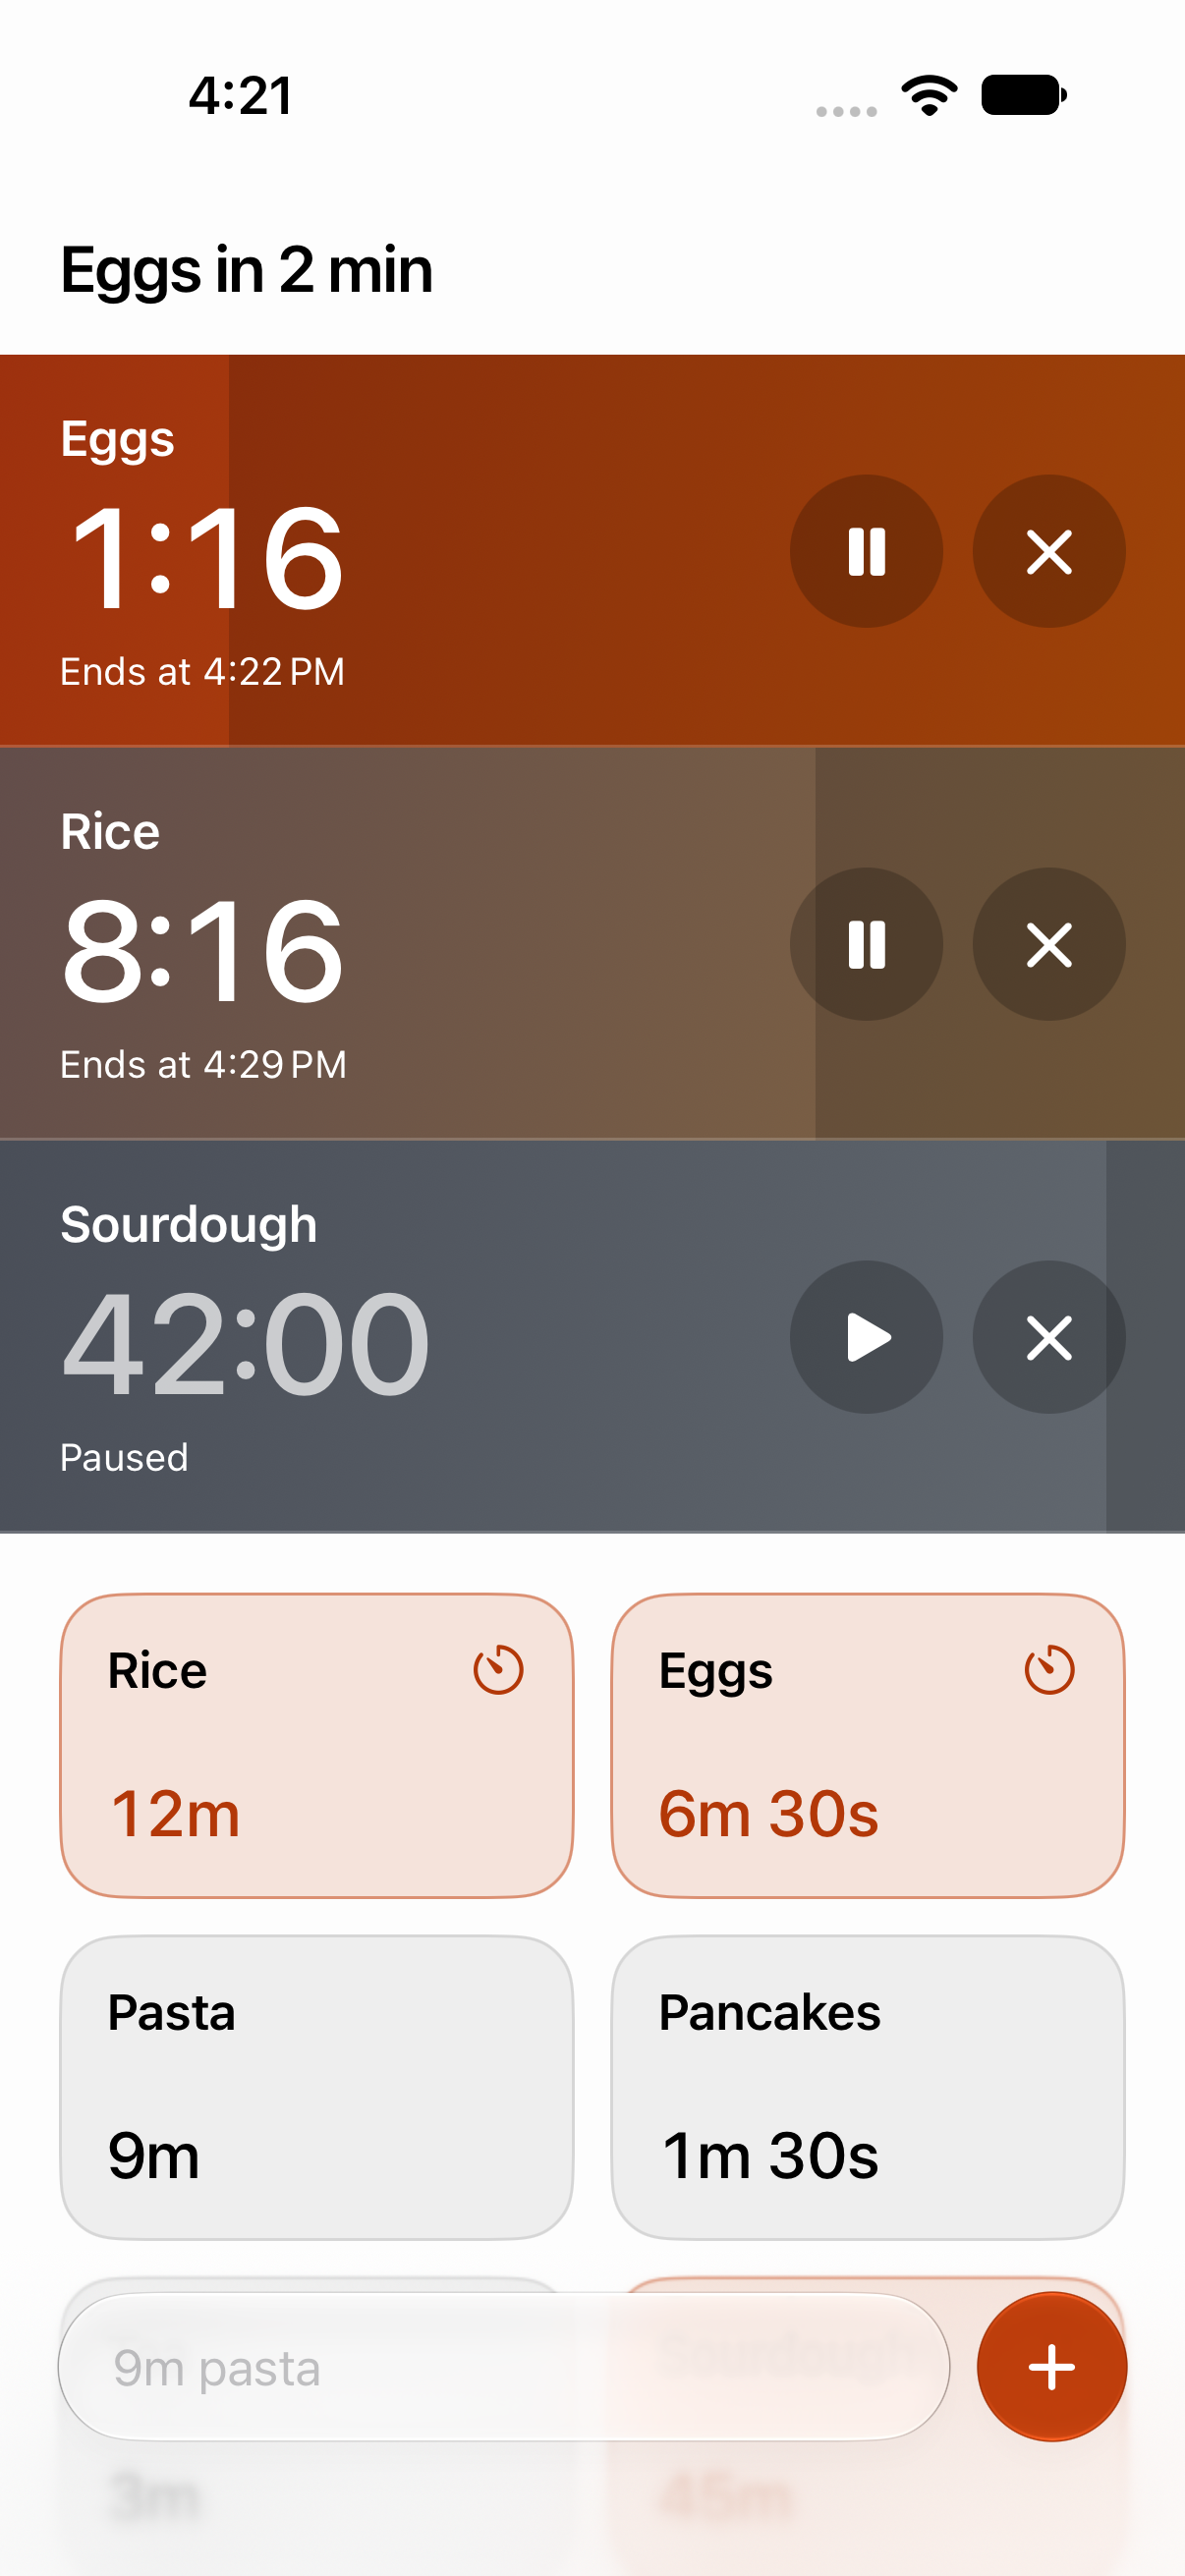 4:21
Eggs in 2 min
Eggs
1:16
Ends at 4:22 PM
Rice
8:16
Ends at 4:29 PM
Sourdough
42:00
Paused
Rice
Eggs
12m
6m 30s
Pasta
Pancakes
9m
1m 30s
9m pasta
3m
45m